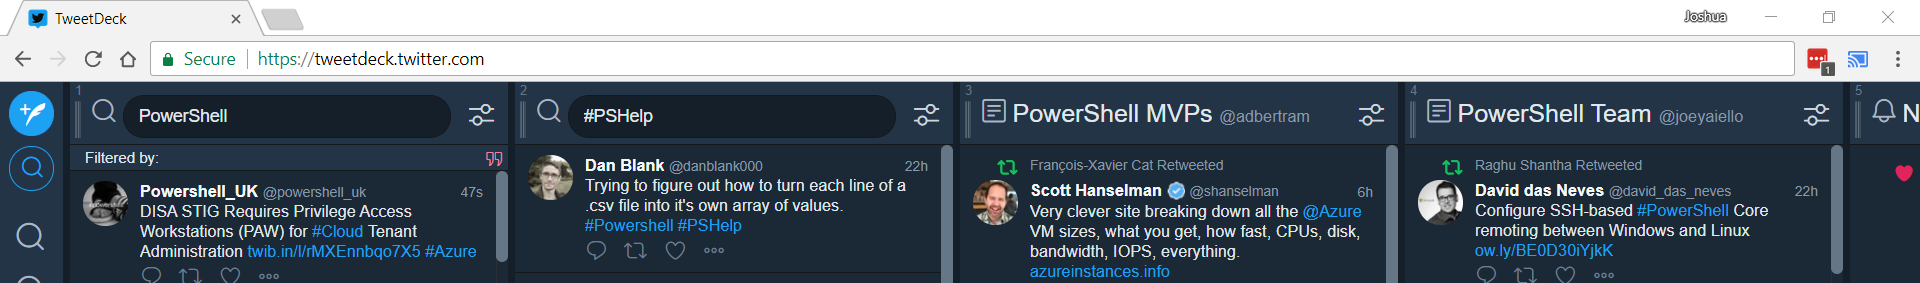 TweetDeck
Joshua
Secure
https://tweetdeck.twitter.com
1
1
PowerShell
Filtered by:
Powershell_UK @powershell_uk 47s
DISA STIG Requires Privilege Access
Workstations (PAW) for #Cloud Tenant
Administration twib.in/l/rMXEnnbqo7X5 #Azure
2
#PSHelp
Dan Blank @danblank000 22h
Trying to figure out how to turn each line of a
.csv file into it's own array of values.
#Powershell #PSHelp
3
PowerShell MVPs @adbertram
François-Xavier Cat Retweeted
Scott Hanselman @shanselman 6h
Very clever site breaking down all the @Azure
VM sizes, what you get, how fast, CPUs, disk,
bandwidth, IOPS, everything.
azureinstances.info
4
PowerShell Team @joeyaiello
Raghu Shantha Retweeted
David das Neves @david_das_neves 22h
Configure SSH-based #PowerShell Core
remoting between Windows and Linux
ow.ly/BE0D30iYjkK
5
N